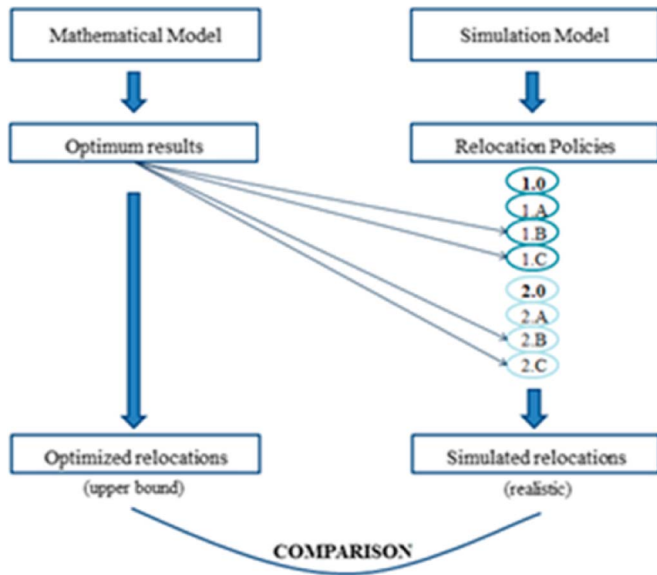 Mathematical Model
Simulation Model
Optimum results
Relocation Policies
1.0
1.A
1.B
1.C
2.0
2.A
2.B
2.C
Optimized relocations
(upper bound)
Simulated relocations
(realistic)
COMPARISON